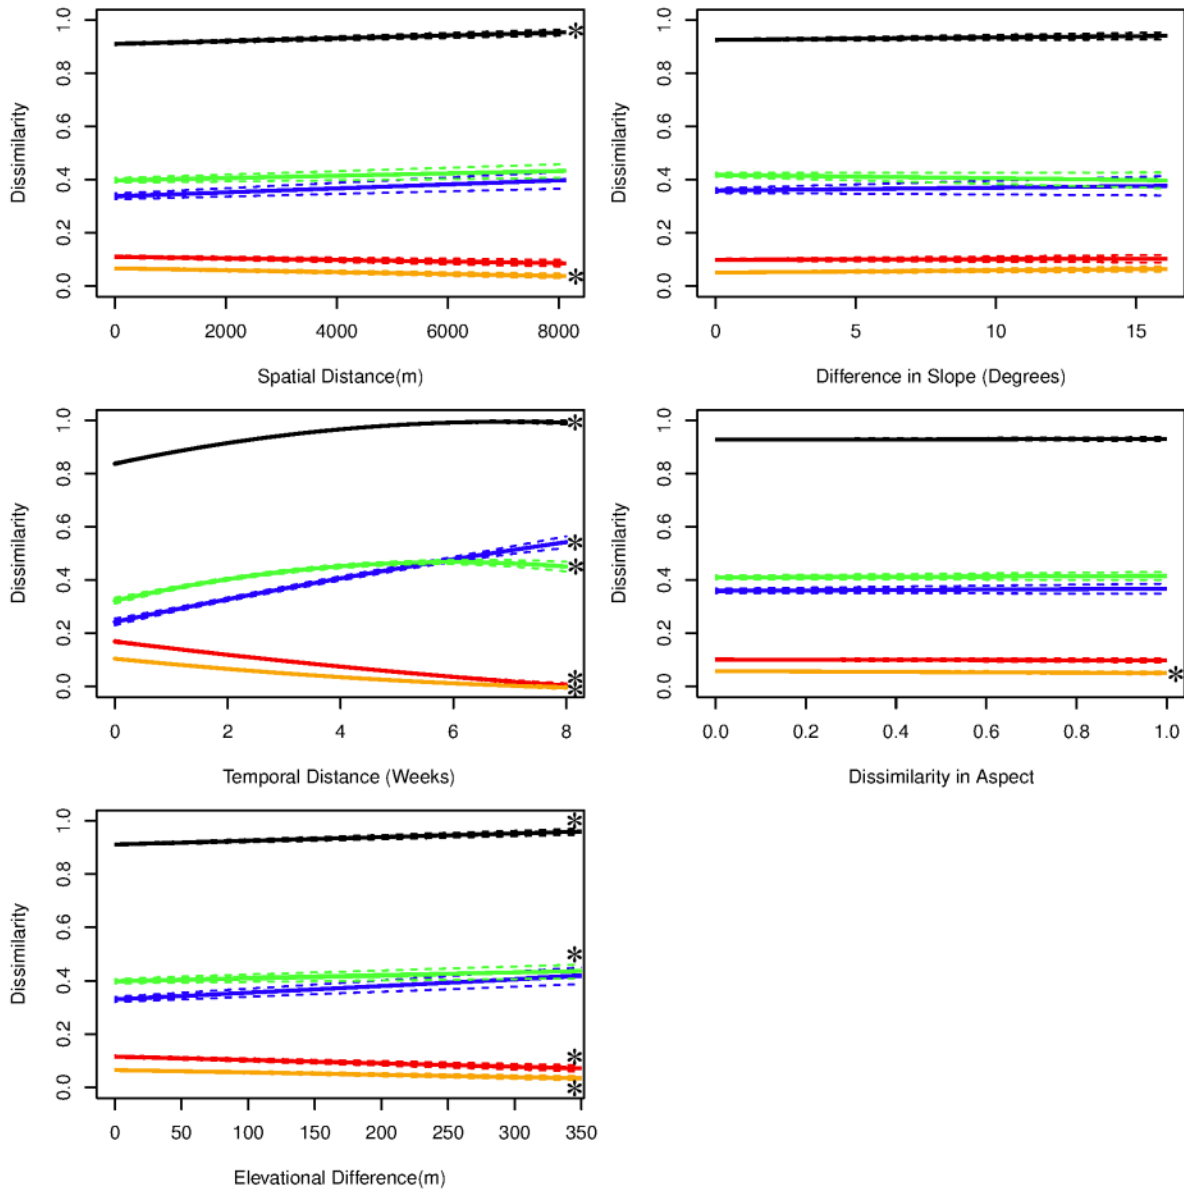 Dissimilarity
1.0
0.8
0.6
0.4
0.2
0.0
*
*
0 2000 4000 6000 8000
Spatial Distance(m)
Dissimilarity
1.0
0.8
0.6
0.4
0.2
0.0
0 5 10 15
Difference in Slope (Degrees)
Dissimilarity
1.0
0.8
0.6
0.4
0.2
0.0
*
*
*
*
*
0 2 4 6 8
Temporal Distance (Weeks)
Dissimilarity
1.0
0.8
0.6
0.4
0.2
0.0
*
0.0 0.2 0.4 0.6 0.8 1.0
Dissimilarity in Aspect
Dissimilarity
1.0
0.8
0.6
0.4
0.2
0.0
*
*
*
*
0 50 100 150 200 250 300 350
Elevational Difference(m)